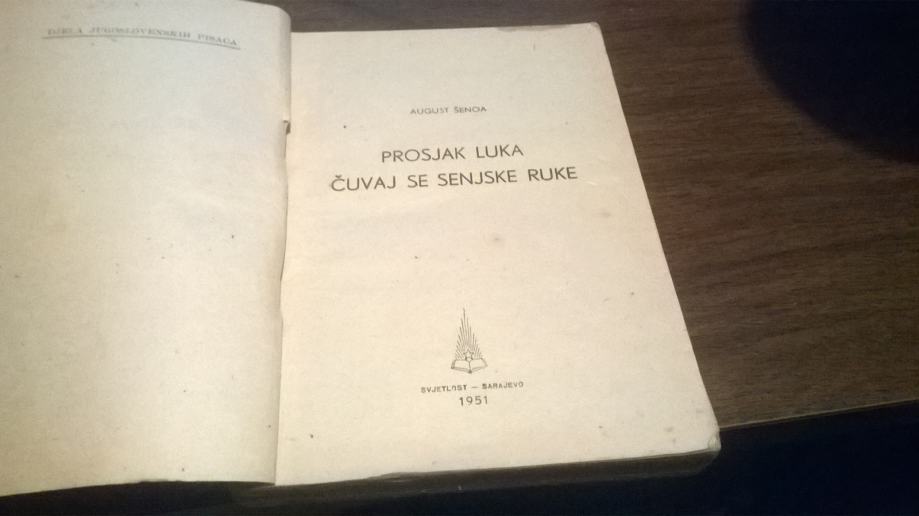 DJELA JUGOSLOVENSKIH PISACA
AUGUST ŠENOA
PROSJAK LUKA
ČUVAJ SE SENJSKE RUKE
SVJETLOST — SARAJEVO
1951